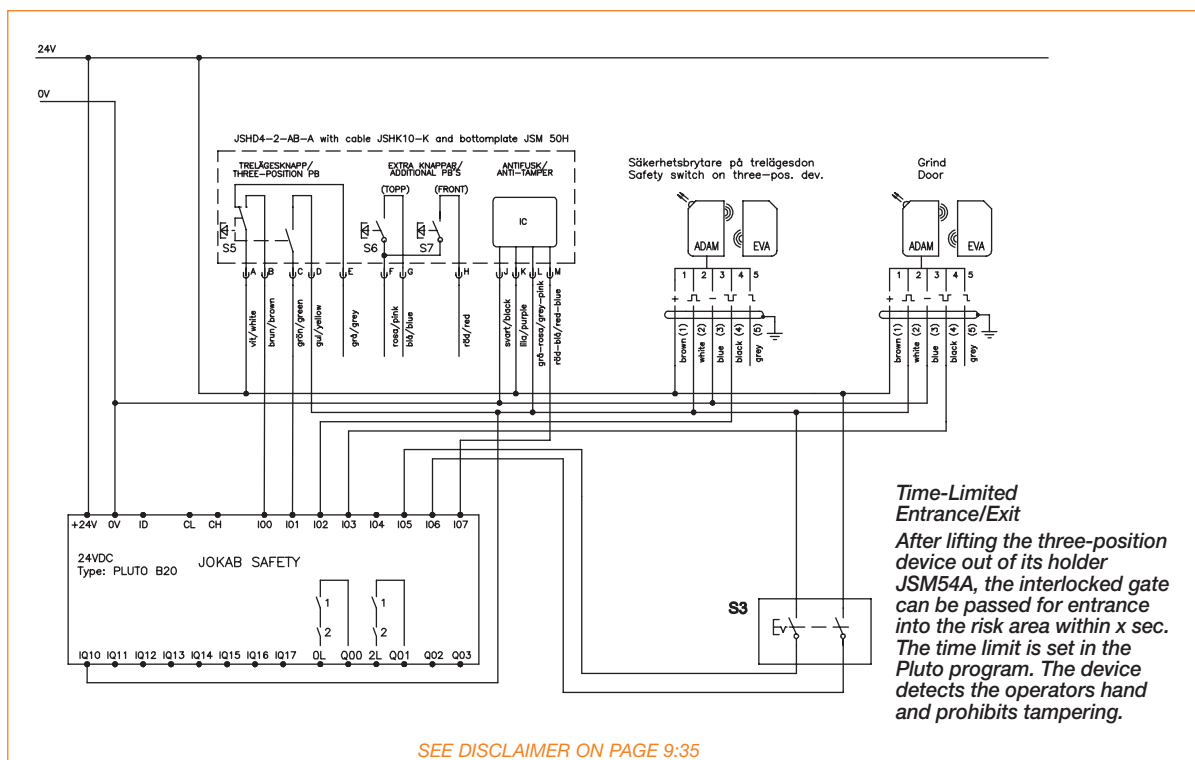 24V
0V
JSHD4-2-AB-A with cable JSHK10-K and bottomplate JSM 50H
TRELÄGESKNAPP/
THREE-POSITION PB
EXTRA KNAPPAR/
ADDITIONAL PB'S
(TOPP) (FRONT)
ANTIFUSK/
ANTI-TAMPER
IC
S5 S6 S7
A B C D E F G H J K L M
vit/white
brun/brown
grön/green
gul/yellow
grå/grey
rosa/pink
blå/blue
röd/red
svart/black
lila/purple
grå-rosa/grey-pink
röd-blå/red-blue
Säkerhetsbrytare på trelägesdon
Safety switch on three-pos. dev.
ADAM EVA
1 2 3 4 5
+ -
brown (1)
white (2)
blue (3)
black (4)
grey (5)
Grind
Door
ADAM EVA
1 2 3 4 5
+ -
brown (1)
white (2)
blue (3)
black (4)
grey (5)
+24V 0V ID CL CH I00 I01 I02 I03 I04 I05 I06 I07
24VDC
Type: PLUTO B20
JOKAB SAFETY
1 1
2 2
IQ10 IQ11 IQ12 IQ13 IQ14 IQ15 IQ16 IQ17 0L Q00 2L Q01 Q02 Q03
S3
Time-Limited
Entrance/Exit
After lifting the three-position
device out of its holder
JSM54A, the interlocked gate
can be passed for entrance
into the risk area within x sec.
The time limit is set in the
Pluto program. The device
detects the operators hand
and prohibits tampering.
SEE DISCLAIMER ON PAGE 9:35